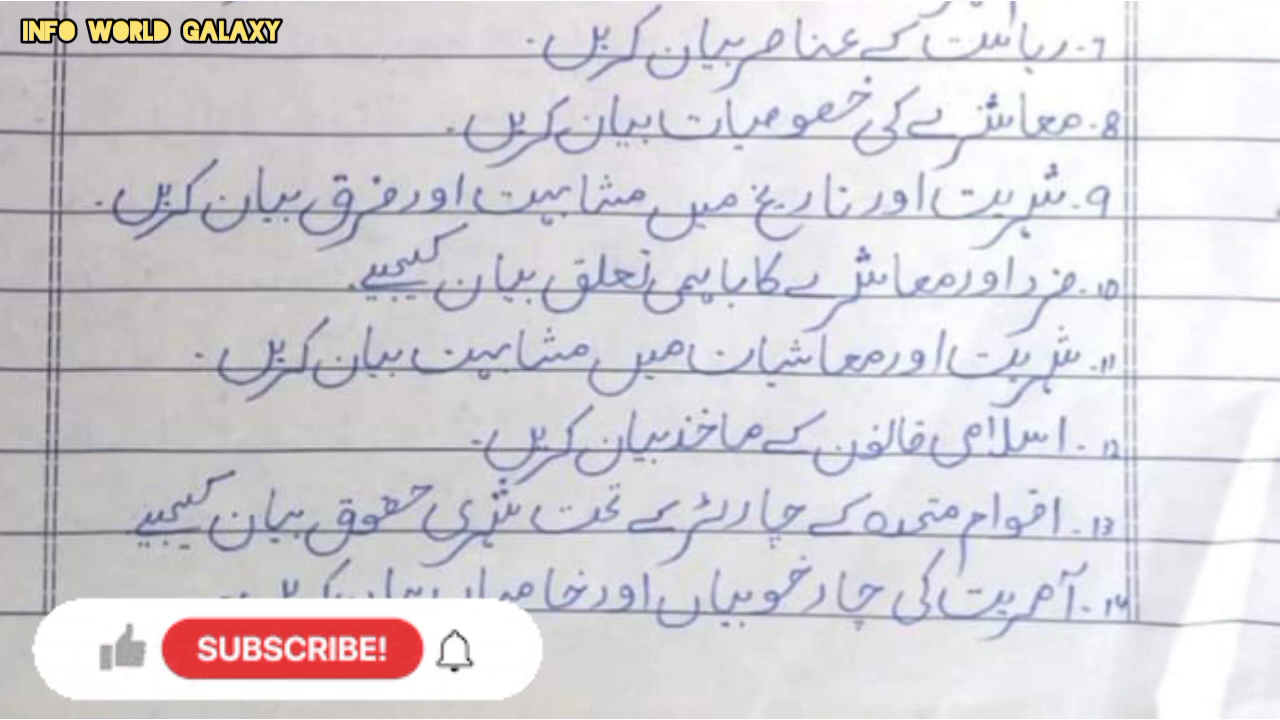 INFO WORLD GALAXY
7- ریاست کے عناصر بیان کریں۔
8- معاشرے کی خصوصیات بیان کریں۔
9- شہریت اور تاریخ میں مشابہت اور فرق بیان کریں۔
10- فرد اور معاشرے کا باہمی تعلق بیان کیجیے۔
11- شہریت اور معاشیات میں مشابہت بیان کریں۔
12- اسلامی قانون کے ماخذ بیان کریں۔
13- اقوام متحدہ کے چارٹر کے تحت شہری حقوق بیان کیجیے
14- آمریت کی چار خوبیاں اور خامیاں بیان کریں۔
SUBSCRIBE!